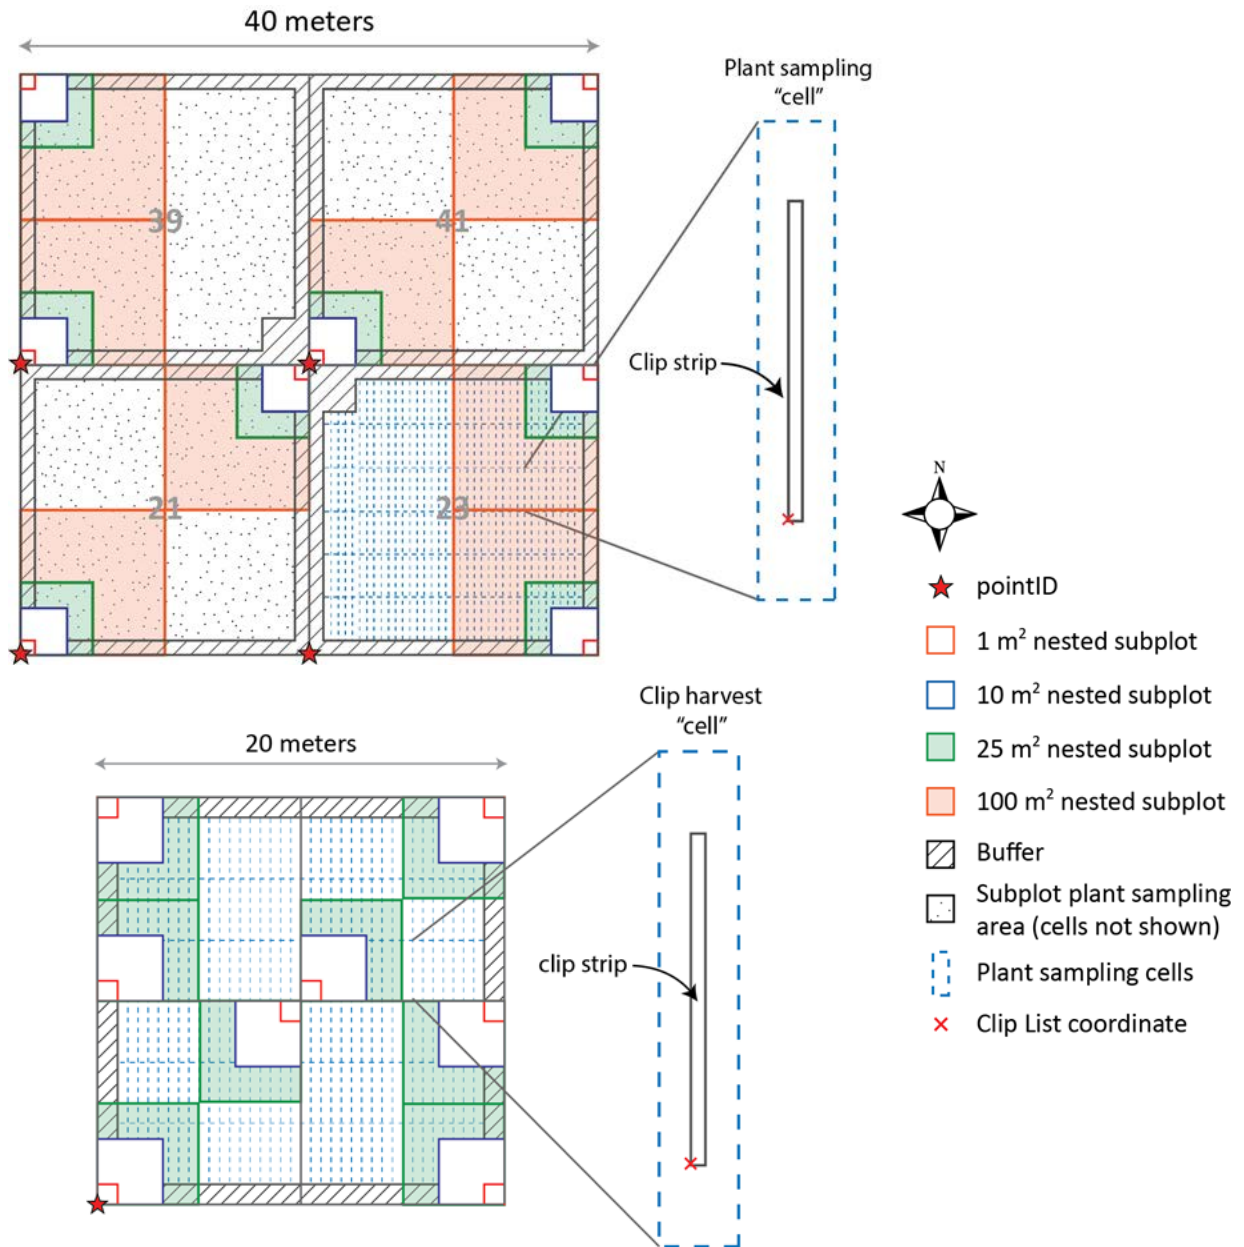 40 meters
Plant sampling
"cell"
39
41
Clip strip
21
23
N
pointID
1 m² nested subplot
10 m² nested subplot
25 m² nested subplot
100 m² nested subplot
Buffer
Subplot plant sampling
area (cells not shown)
Plant sampling cells
Clip List coordinate
20 meters
Clip harvest
"cell"
clip strip